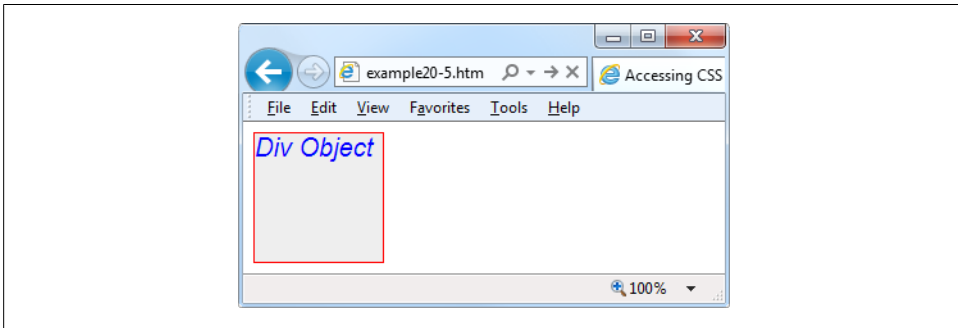 example20-5.htm
Accessing CSS
File Edit View Favorites Tools Help
Div Object
100%